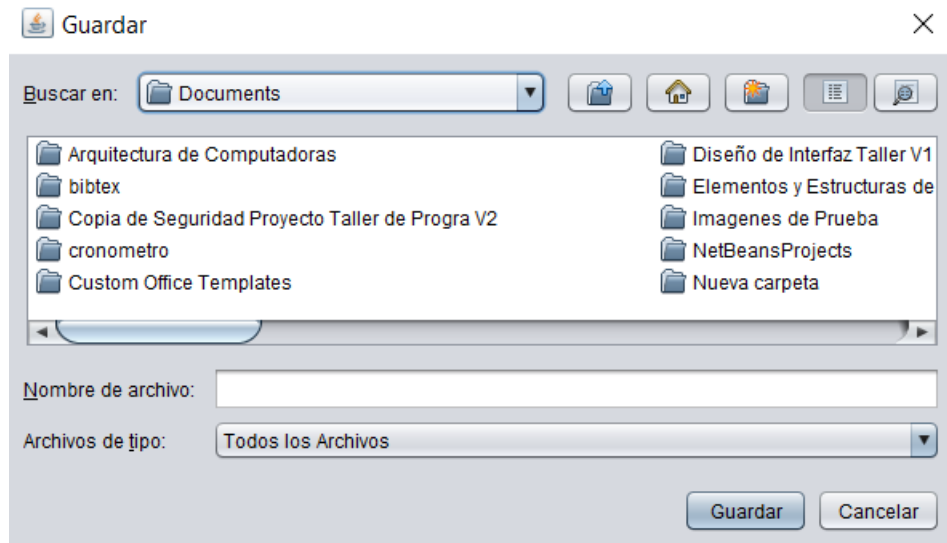 Guardar
Buscar en: Documents
Arquitectura de Computadoras
bibtex
Copia de Seguridad Proyecto Taller de Progra V2
cronometro
Custom Office Templates
Diseño de Interfaz Taller V1
Elementos y Estructuras de
Imagenes de Prueba
NetBeansProjects
Nueva carpeta
Nombre de archivo:
Archivos de tipo: Todos los Archivos
Guardar Cancelar